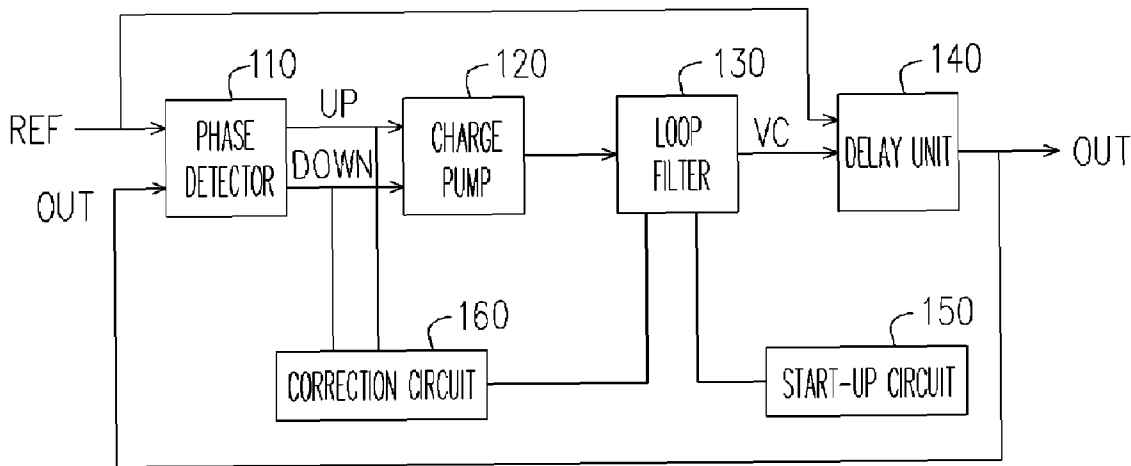 110
120
130
140
REF
UP
PHASE
DETECTOR
DOWN
CHARGE
PUMP
LOOP
FILTER
VC
DELAY UNIT
OUT
OUT
160
150
CORRECTION CIRCUIT
START-UP CIRCUIT